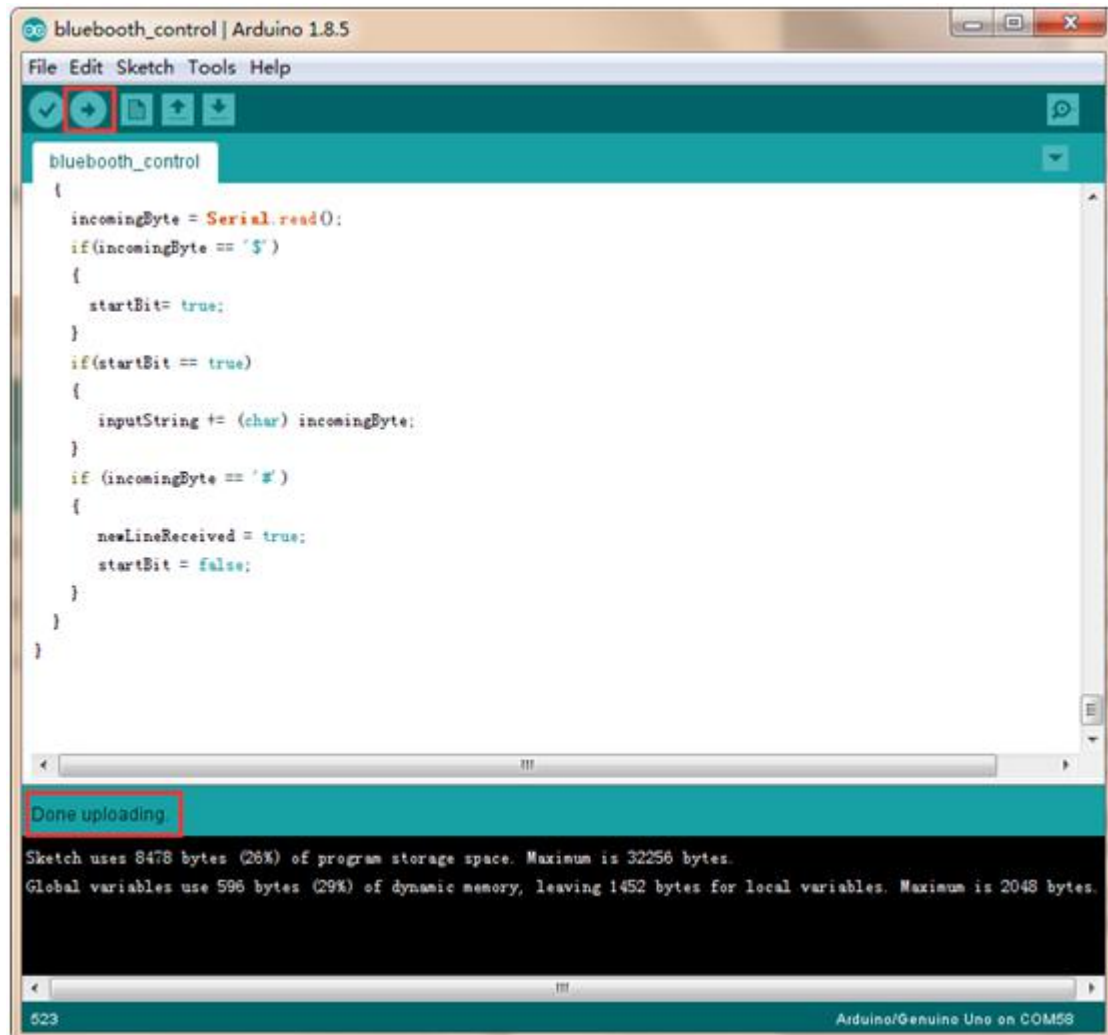 bluebooth_control | Arduino 1.8.5
File Edit Sketch Tools Help
bluebooth_control
{
incomingByte = Serial.read();
if(incomingByte == '$')
{
startBit= true;
}
if(startBit == true)
{
inputString += (char) incomingByte;
}
if (incomingByte == '#')
{
newLineReceived = true;
startBit = false;
}
}
}
Done uploading.
Sketch uses 8478 bytes (26%) of program storage space. Maximum is 32256 bytes.
Global variables use 596 bytes (29%) of dynamic memory, leaving 1452 bytes for local variables. Maximum is 2048 bytes.
523 Arduino/Genuino Uno on COM58